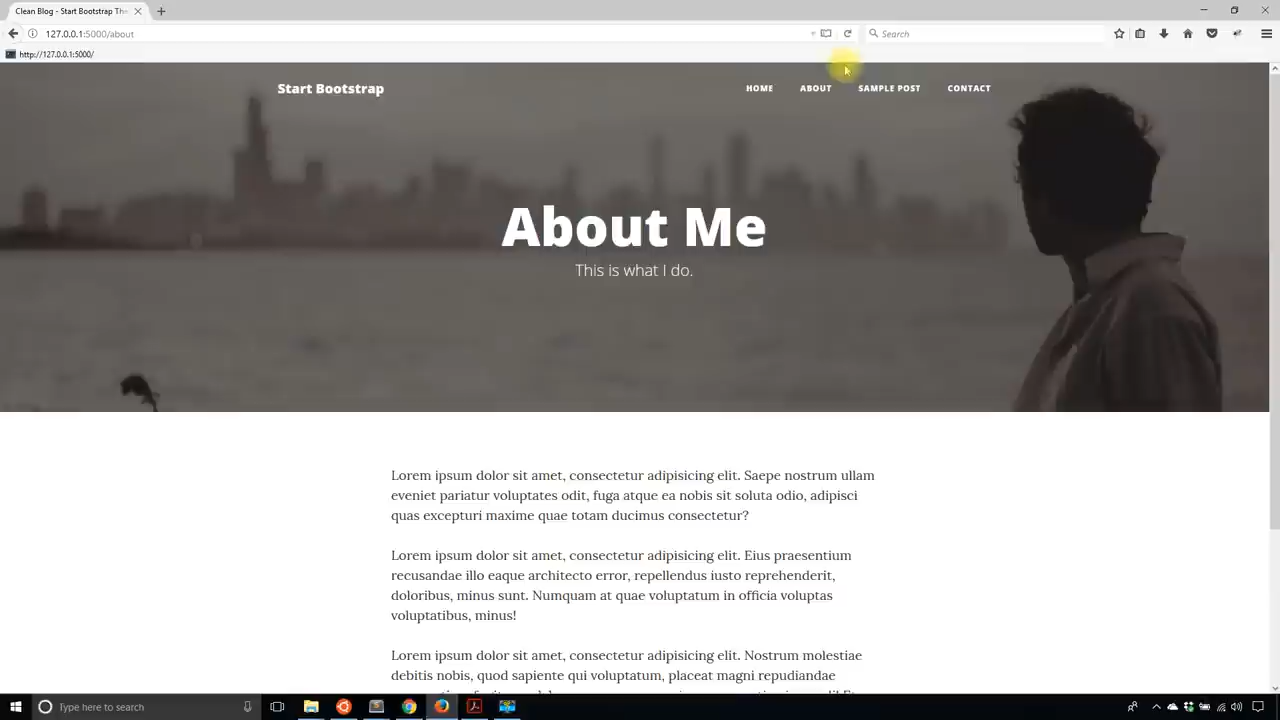 Clean Blog - Start Bootstrap The
127.0.0.1:5000/about
Search
http://127.0.0.1:5000/
Start Bootstrap
HOME
ABOUT
SAMPLE POST
CONTACT
About Me
This is what I do.
Lorem ipsum dolor sit amet, consectetur adipisicing elit. Saepe nostrum ullam
eveniet pariatur voluptates odit, fuga atque ea nobis sit soluta odio, adipisci
quas excepturi maxime quae totam ducimus consectetur?
Lorem ipsum dolor sit amet, consectetur adipisicing elit. Eius praesentium
recusandae illo eaque architecto error, repellendus iusto reprehenderit,
doloribus, minus sunt. Numquam at quae voluptatum in officia voluptas
voluptatibus, minus!
Lorem ipsum dolor sit amet, consectetur adipisicing elit. Nostrum molestiae
debitis nobis, quod sapiente qui voluptatum, placeat magni repudiandae
Type here to search